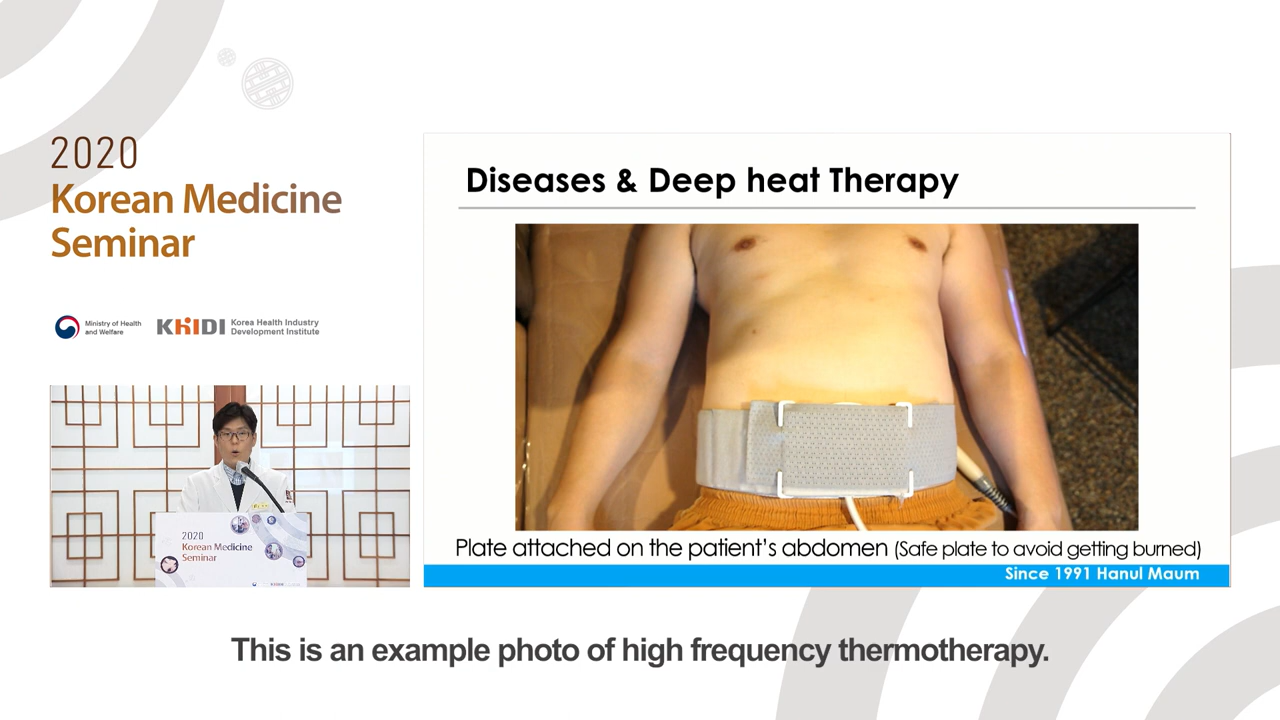 2020
Korean Medicine
Seminar
Ministry of Health
and Welfare
KHIDI
Korea Health Industry
Development Institute
2020
Korean Medicine
Seminar
Diseases & Deep heat Therapy
Plate attached on the patient's abdomen (Safe plate to avoid getting burned)
Since 1991 Hanul Maum
This is an example photo of high frequency thermotherapy.